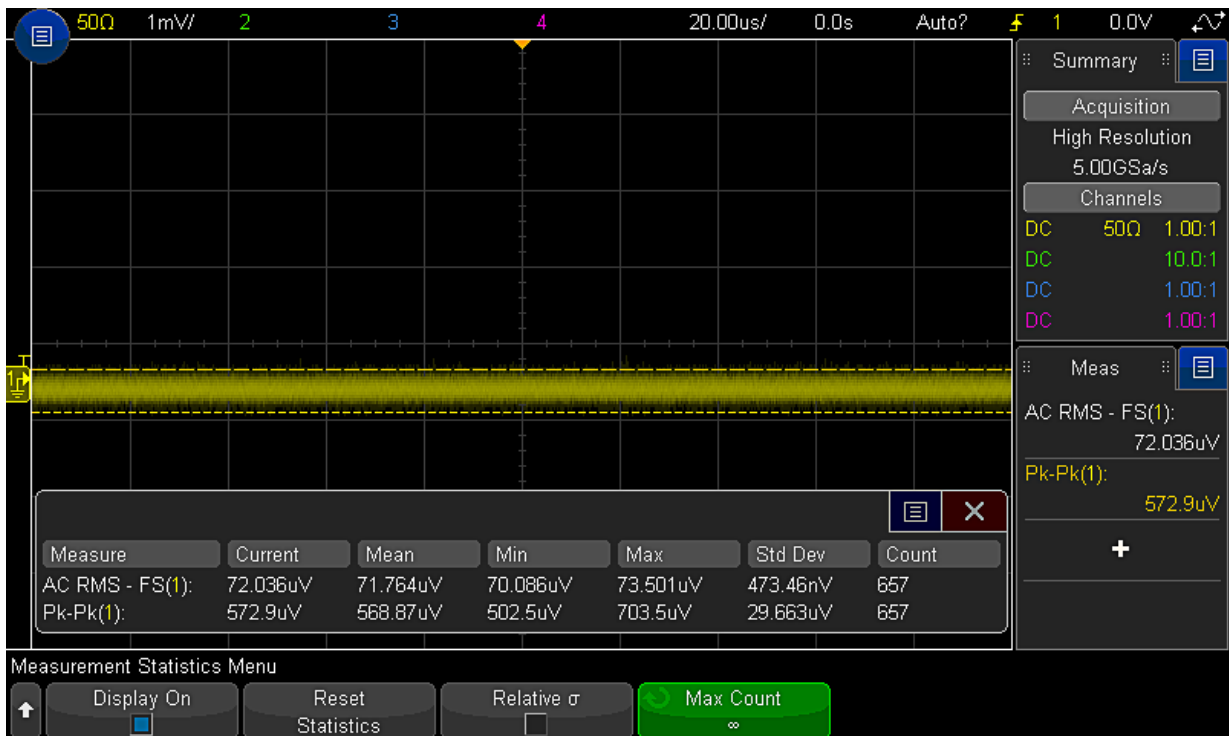 50Ω 1mV/ 2 3 4 20.00us/ 0.0s Auto? 1 0.0V
Summary
Acquisition
High Resolution
5.00GSa/s
Channels
DC 50Ω 1.00:1
DC 10.0:1
DC 1.00:1
DC 1.00:1
T
1
Meas
AC RMS - FS(1):
72.036uV
Pk-Pk(1):
572.9uV
+
Measure Current Mean Min Max Std Dev Count
AC RMS - FS(1): 72.036uV 71.764uV 70.086uV 73.501uV 473.46nV 657
Pk-Pk(1): 572.9uV 568.87uV 502.5uV 703.5uV 29.663uV 657
Measurement Statistics Menu
Display On
Reset
Statistics
Relative σ
Max Count
∞